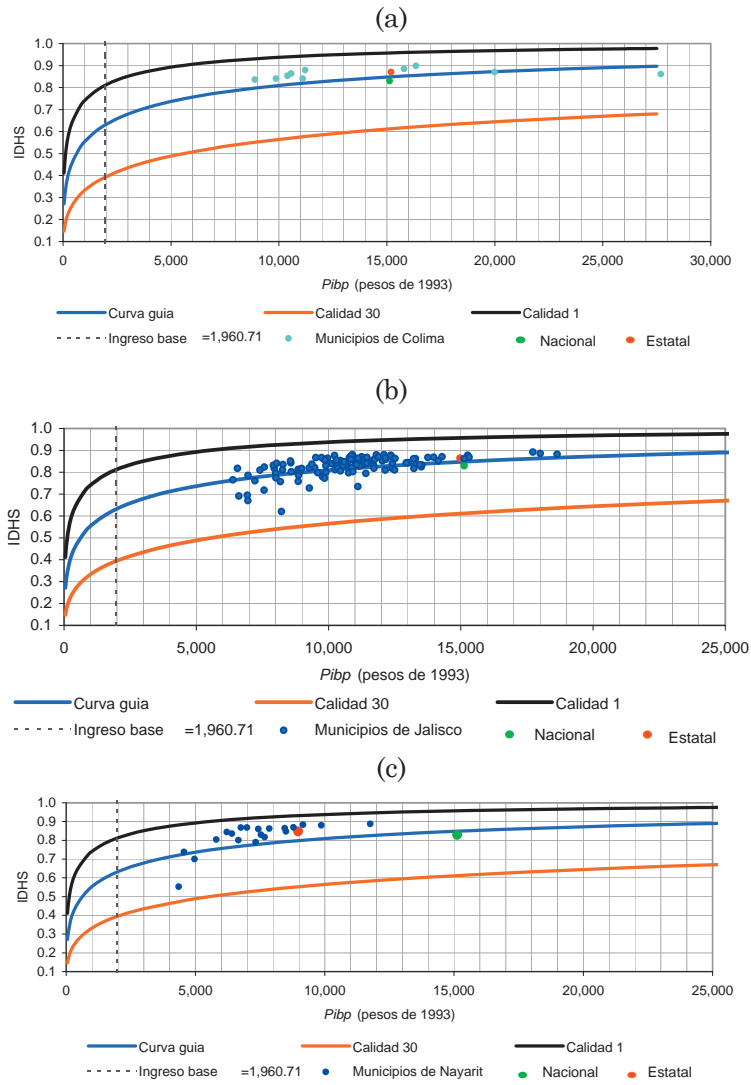 (a)
1.0
0.9
0.8
0.7
0.6
0.5
0.4
0.3
0.2
0.1
IDHS
0 5,000 10,000 15,000 20,000 25,000 30,000
Pibp (pesos de 1993)
Curva guia Calidad 30 Calidad 1
Ingreso base =1,960.71 Municipios de Colima Nacional Estatal
(b)
1.0
0.9
0.8
0.7
0.6
0.5
0.4
0.3
0.2
0.1
IDHS
0 5,000 10,000 15,000 20,000 25,000
Pibp (pesos de 1993)
Curva guia Calidad 30 Calidad 1
Ingreso base =1,960.71 Municipios de Jalisco Nacional Estatal
(c)
1.0
0.9
0.8
0.7
0.6
0.5
0.4
0.3
0.2
0.1
IDHS
0 5,000 10,000 15,000 20,000 25,000
Pibp (pesos de 1993)
Curva guia Calidad 30 Calidad 1
Ingreso base =1,960.71 Municipios de Nayarit Nacional Estatal